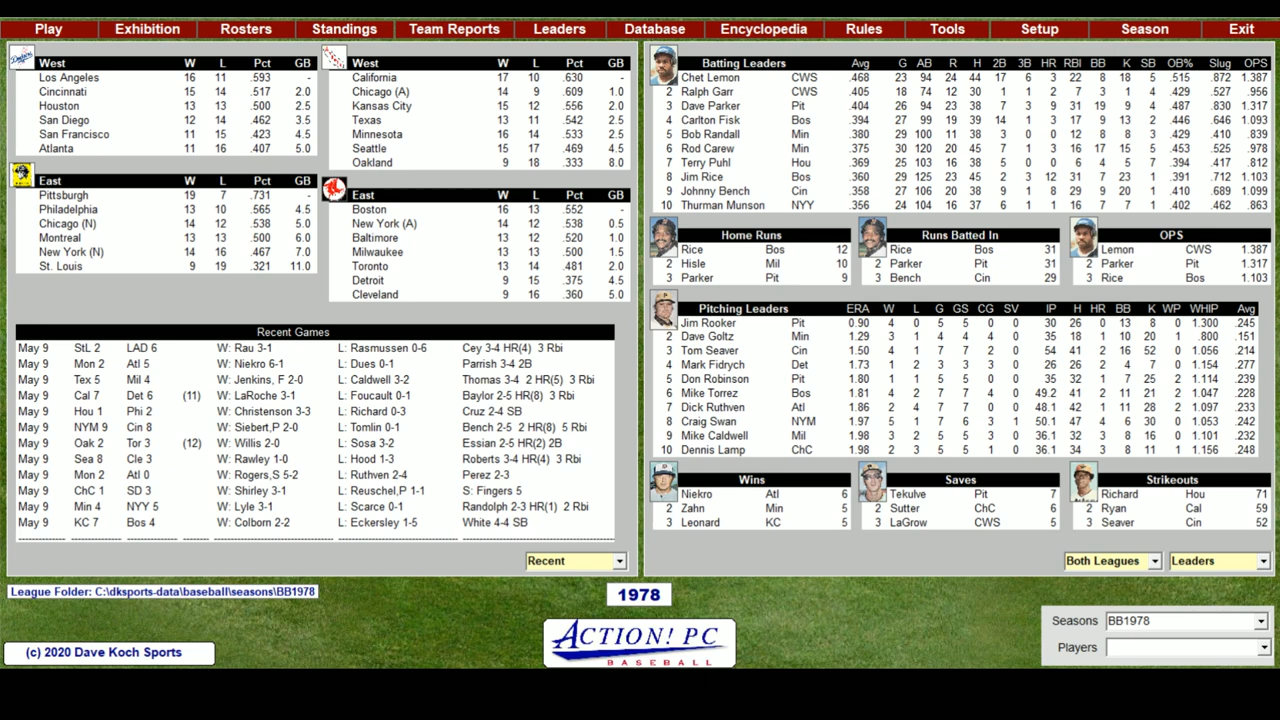 Play Exhibition Rosters Standings Team Reports Leaders Database Encyclopedia Rules Tools Setup Season Exit
West W L Pct GB
Los Angeles 16 11 .593 -
Cincinnati 15 14 .517 2.0
Houston 13 13 .500 2.5
San Diego 12 14 .462 3.5
San Francisco 11 15 .423 4.5
Atlanta 11 16 .407 5.0
East W L Pct GB
Pittsburgh 19 7 .731 -
Philadelphia 13 10 .565 4.5
Chicago (N) 14 12 .538 5.0
Montreal 13 13 .500 6.0
New York (N) 14 16 .467 7.0
St. Louis 9 19 .321 11.0
West W L Pct GB
California 17 10 .630 -
Chicago (A) 14 9 .609 1.0
Kansas City 15 12 .556 2.0
Texas 13 11 .542 2.5
Minnesota 16 14 .533 2.5
Seattle 15 17 .469 4.5
Oakland 9 18 .333 8.0
East W L Pct GB
Boston 16 13 .552 -
New York (A) 14 12 .538 0.5
Baltimore 13 12 .520 1.0
Milwaukee 13 13 .500 1.5
Toronto 13 14 .481 2.0
Detroit 9 15 .375 4.5
Cleveland 9 16 .360 5.0
Recent Games
May 9 StL 2 LAD 6 W: Rau 3-1 L: Rasmussen 0-6 Cey 3-4 HR(4) 3 Rbi
May 9 Mon 2 Atl 5 W: Niekro 6-1 L: Dues 0-1 Parrish 3-4 2B
May 9 Tex 5 Mil 4 W: Jenkins, F 2-0 L: Caldwell 3-2 Thomas 3-4 2 HR(5) 3 Rbi
May 9 Cal 7 Det 6 (11) W: LaRoche 3-1 L: Foucault 0-1 Baylor 2-5 HR(8) 3 Rbi
May 9 Hou 1 Phi 2 W: Christenson 3-3 L: Richard 0-3 Cruz 2-4 SB
May 9 NYM 9 Cin 8 W: Siebert,P 2-0 L: Tomlin 0-1 Bench 2-5 2 HR(8) 5 Rbi
May 9 Oak 2 Tor 3 (12) W: Willis 2-0 L: Sosa 3-2 Essian 2-5 HR(2) 2B
May 9 Sea 8 Cle 3 W: Rawley 1-0 L: Hood 1-3 Roberts 3-4 HR(4) 3 Rbi
May 9 Mon 2 Atl 0 W: Rogers,S 5-2 L: Ruthven 2-4 Perez 2-3
May 9 ChC 1 SD 3 W: Shirley 3-1 L: Reuschel,P 1-1 S: Fingers 5
May 9 Min 4 NYY 5 W: Lyle 3-1 L: Scarce 0-1 Randolph 2-3 HR(1) 2 Rbi
May 9 KC 7 Bos 4 W: Colborn 2-2 L: Eckersley 1-5 White 4-4 SB
Recent
Batting Leaders Avg G AB R H 2B 3B HR RBI BB K SB OB% Slug OPS
Chet Lemon CWS .468 23 94 24 44 17 6 3 22 8 18 5 .515 .872 1.387
2 Ralph Garr CWS .405 18 74 12 30 1 1 2 7 3 1 1 .429 .527 .956
3 Dave Parker Pit .404 26 94 23 38 7 3 9 31 19 9 4 .487 .830 1.317
4 Carlton Fisk Bos .394 27 99 19 39 14 1 3 17 9 13 2 .446 .646 1.093
5 Bob Randall Min .380 29 100 11 38 3 0 0 12 8 8 3 .429 .410 .839
6 Rod Carew Min .375 30 120 20 45 7 1 3 16 17 15 5 .453 .525 .978
7 Terry Puhl Hou .369 25 103 16 38 5 0 0 6 4 5 7 .394 .417 .812
8 Jim Rice Bos .360 29 125 23 45 2 3 12 31 7 23 1 .391 .712 1.103
9 Johnny Bench Cin .358 27 106 20 38 9 1 8 29 9 20 1 .410 .689 1.099
10 Thurman Munson NYY .356 24 104 16 37 6 1 1 16 7 7 1 .402 .462 .863
Home Runs
Rice Bos 12
2 Hisle Mil 10
3 Parker Pit 9
Runs Batted In
Rice Bos 31
2 Parker Pit 31
3 Bench Cin 29
OPS
Lemon CWS 1.387
2 Parker Pit 1.317
3 Rice Bos 1.103
Pitching Leaders ERA W L G GS CG SV IP H HR BB K WP WHIP Avg
Jim Rooker Pit 0.90 4 0 5 5 0 0 30 26 0 13 8 0 1.300 .245
2 Dave Goltz Min 1.29 3 1 4 4 4 0 35 18 1 10 20 1 .800 .151
3 Tom Seaver Cin 1.50 4 1 7 7 2 0 54 41 2 16 52 0 1.056 .214
4 Mark Fidrych Det 1.73 2 1 3 3 3 0 26 26 2 4 7 0 1.154 .277
5 Don Robinson Pit 1.80 1 1 5 5 0 0 35 32 1 7 25 2 1.114 .239
6 Mike Torrez Bos 1.81 4 2 7 7 4 0 49.2 41 2 11 21 2 1.047 .228
7 Dick Ruthven Atl 1.86 2 4 7 7 0 0 48.1 42 1 11 28 2 1.097 .233
8 Craig Swan NYM 1.97 5 1 7 6 3 1 50.1 47 4 6 30 0 1.053 .242
9 Mike Caldwell Mil 1.98 3 2 5 5 3 0 36.1 32 3 8 16 0 1.101 .232
10 Dennis Lamp ChC 1.98 2 3 5 5 1 0 36.1 34 3 8 11 1 1.156 .248
Wins
Niekro Atl 6
2 Zahn Min 5
3 Leonard KC 5
Saves
Tekulve Pit 7
2 Sutter ChC 6
3 LaGrow CWS 5
Strikeouts
Richard Hou 71
2 Ryan Cal 59
3 Seaver Cin 52
Both Leagues Leaders
League Folder: C:\dksports-data\baseball\seasons\BB1978
1978
(c) 2020 Dave Koch Sports
ACTION! PC
BASEBALL
Seasons BB1978
Players